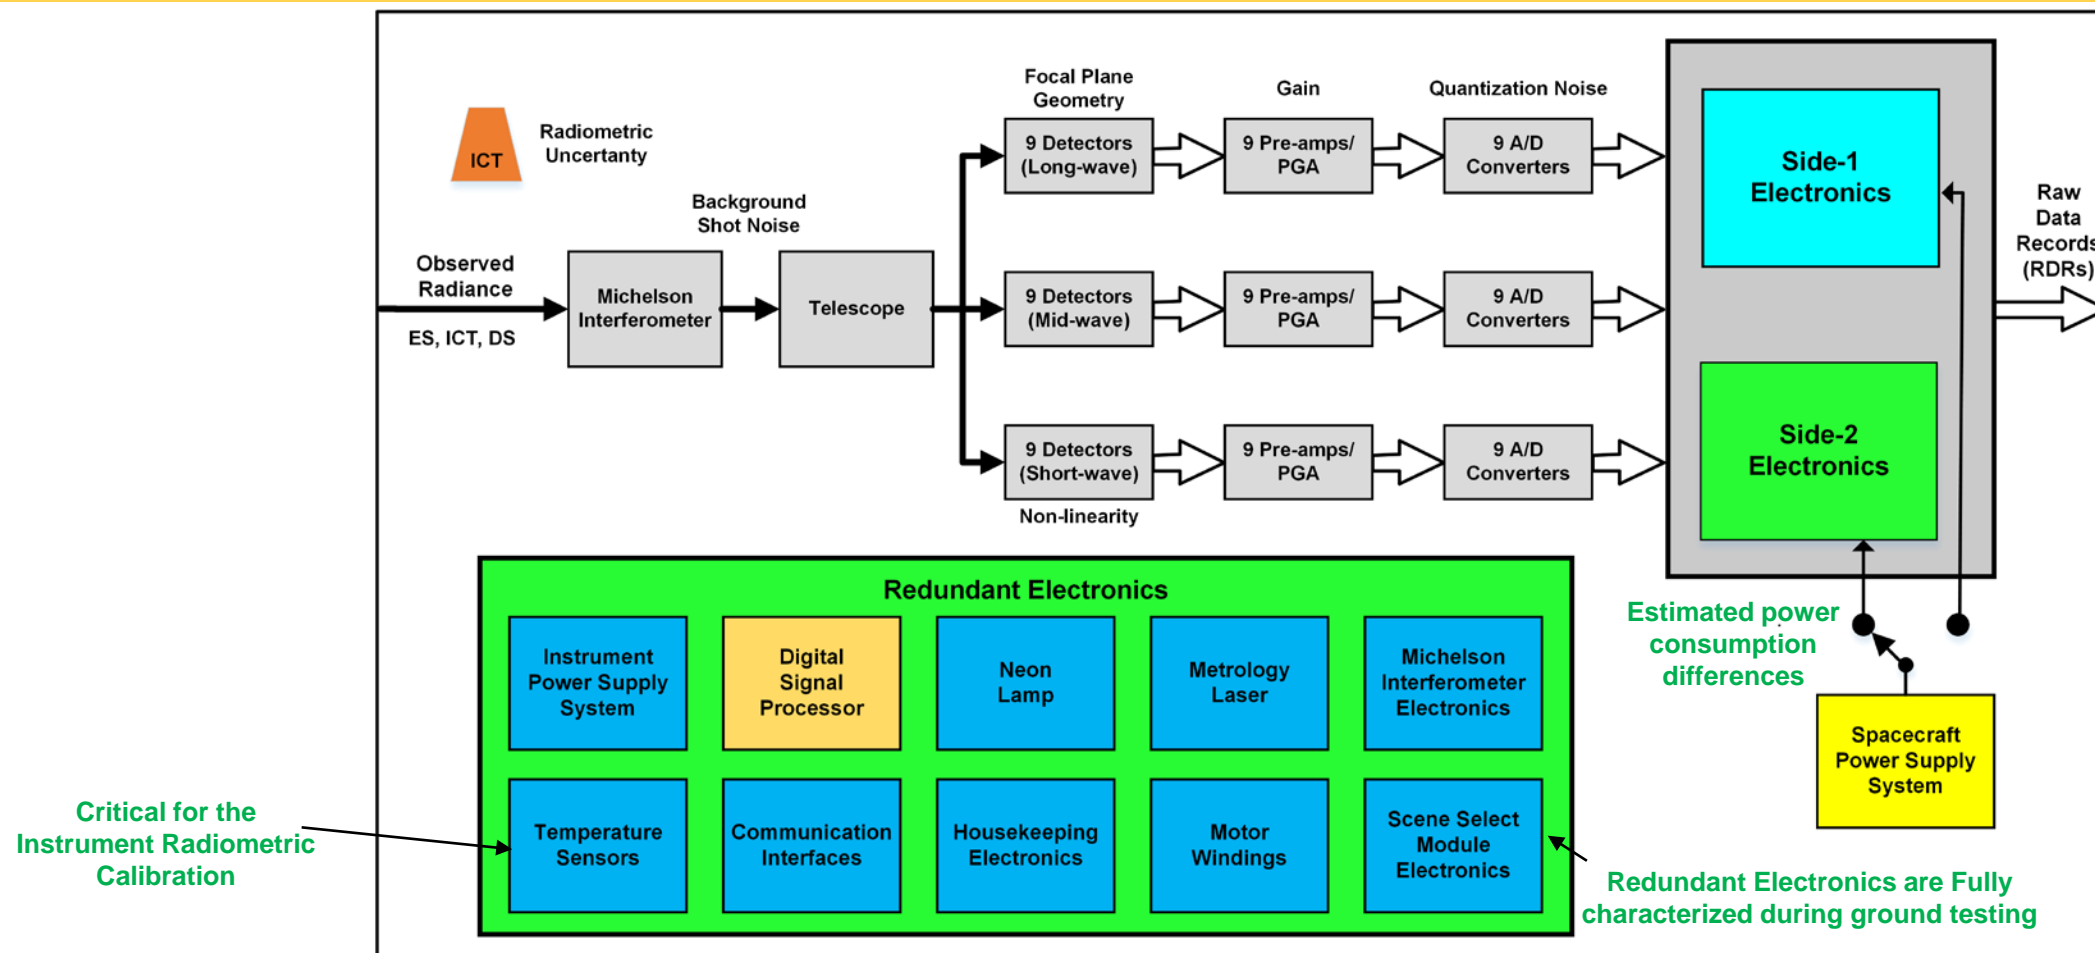 ICT
Radiometric
Uncertanty
Observed
Radiance
ES, ICT, DS
Michelson
Interferometer
Background
Shot Noise
Telescope
Focal Plane
Geometry
9 Detectors
(Long-wave)
Gain
9 Pre-amps/
PGA
Quantization Noise
9 A/D
Converters
9 Detectors
(Mid-wave)
9 Pre-amps/
PGA
9 A/D
Converters
9 Detectors
(Short-wave)
Non-linearity
9 Pre-amps/
PGA
9 A/D
Converters
Side-1
Electronics
Side-2
Electronics
Raw
Data
Records
(RDRs)
Estimated power
consumption
differences
Spacecraft
Power Supply
System
Redundant Electronics
Instrument
Power Supply
System
Digital
Signal
Processor
Neon
Lamp
Metrology
Laser
Michelson
Interferometer
Electronics
Temperature
Sensors
Communication
Interfaces
Housekeeping
Electronics
Motor
Windings
Scene Select
Module
Electronics
Critical for the
Instrument Radiometric
Calibration
Redundant Electronics are Fully
characterized during ground testing